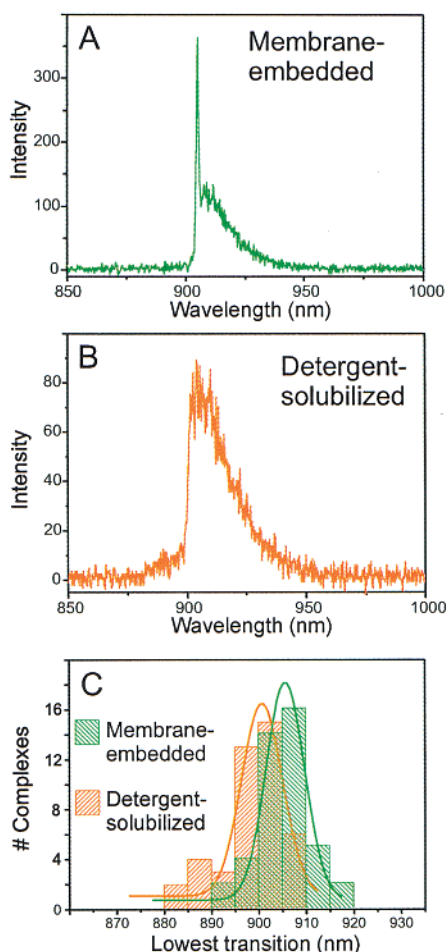 A
Membrane-
embedded
Intensity
300
200
100
0
850
900
950
1000
Wavelength (nm)
B
Detergent-
solubilized
Intensity
80
60
40
20
0
850
900
950
1000
Wavelength (nm)
C
# Complexes
16
12
8
4
0
Membrane-
embedded
Detergent-
solubilized
870
880
890
900
910
920
930
Lowest transition (nm)